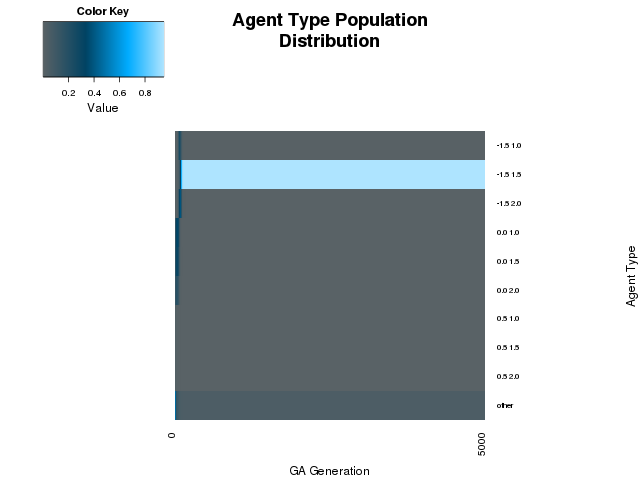 Color Key
Agent Type Population
Distribution
0.2 0.4 0.6 0.8
Value
-1.5 1.0
-1.5 1.5
-1.5 2.0
0.0 1.0
0.0 1.5
0.0 2.0
0.5 1.0
0.5 1.5
0.5 2.0
other
Agent Type
0 5000
GA Generation